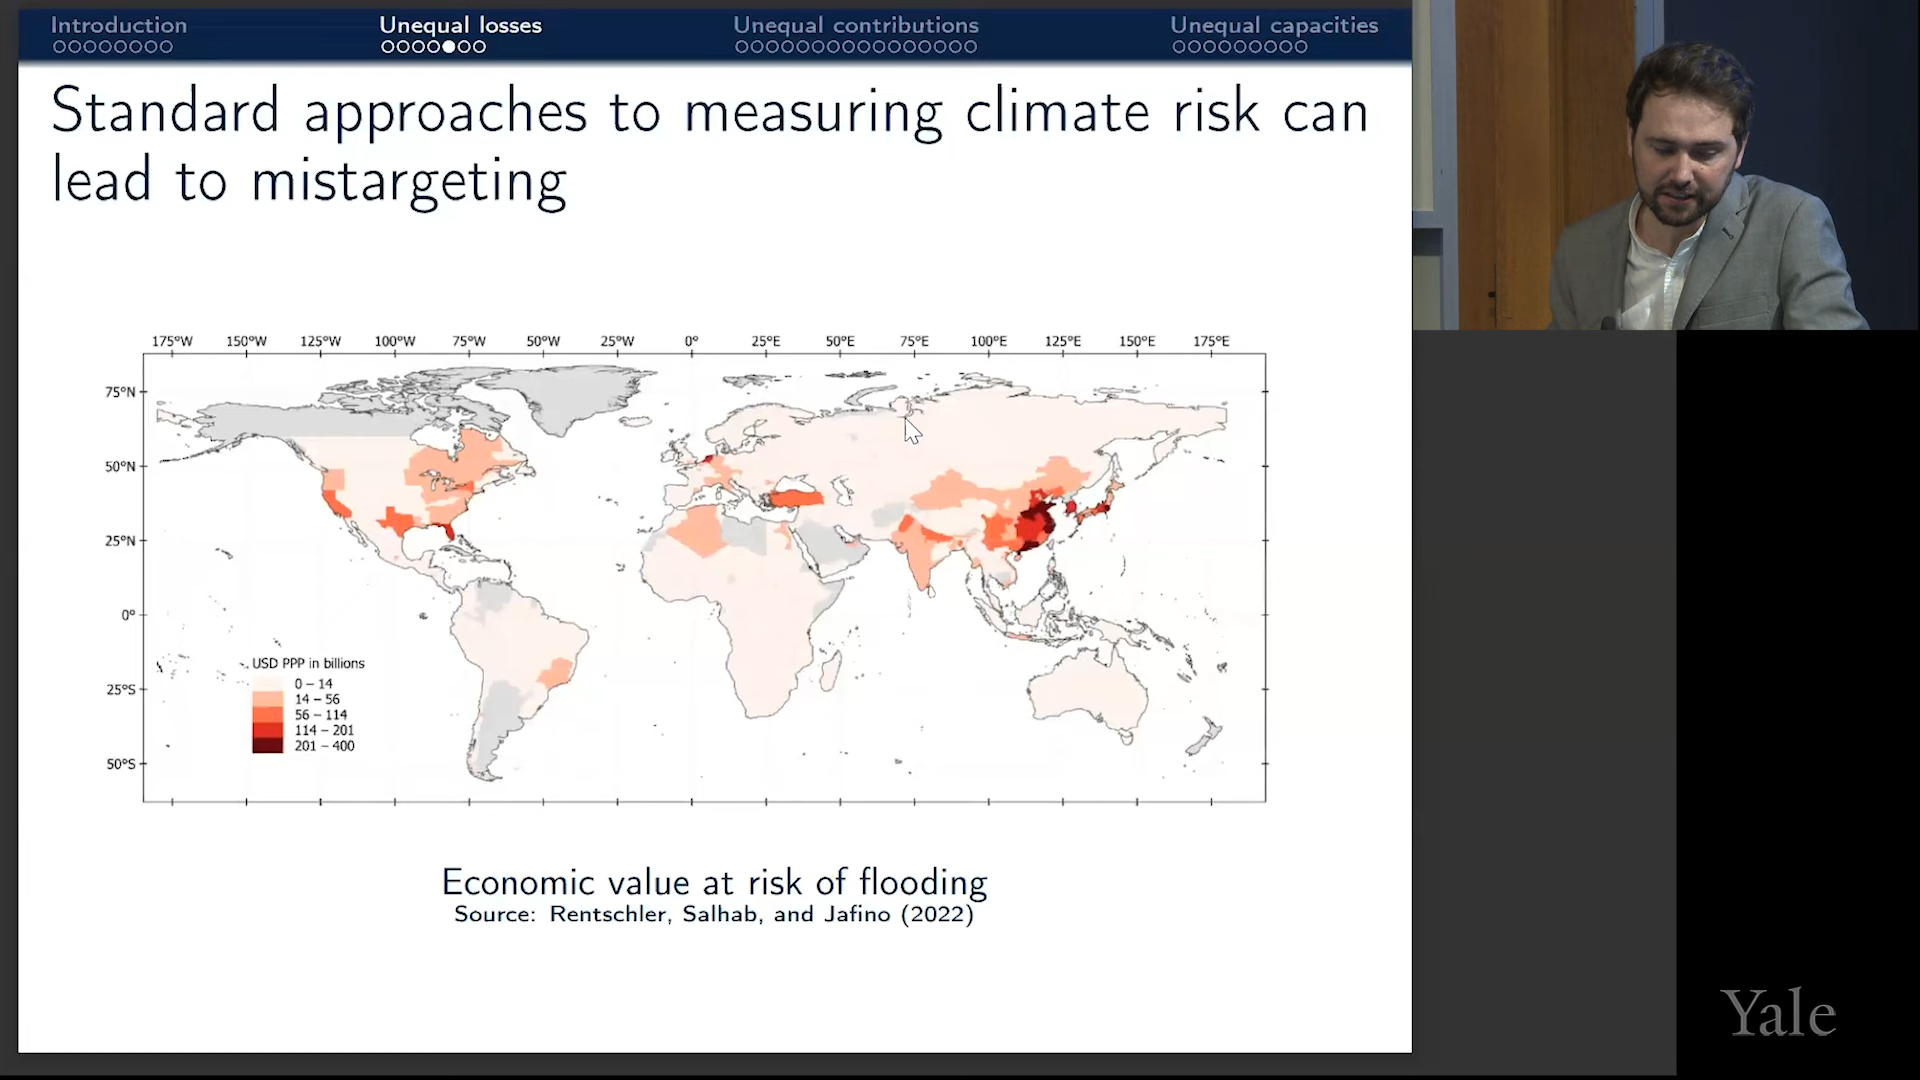 Introduction
Unequal losses
Unequal contributions
Unequal capacities
Standard approaches to measuring climate risk can
lead to mistargeting
175°W 150°W 125°W 100°W 75°W 50°W 25°W 0° 25°E 50°E 75°E 100°E 125°E 150°E 175°E
75°N
50°N
25°N
0°
25°S
50°S
USD PPP in billions
0 – 14
14 – 56
56 – 114
114 – 201
201 – 400
Economic value at risk of flooding
Source: Rentschler, Salhab, and Jafino (2022)
Yale